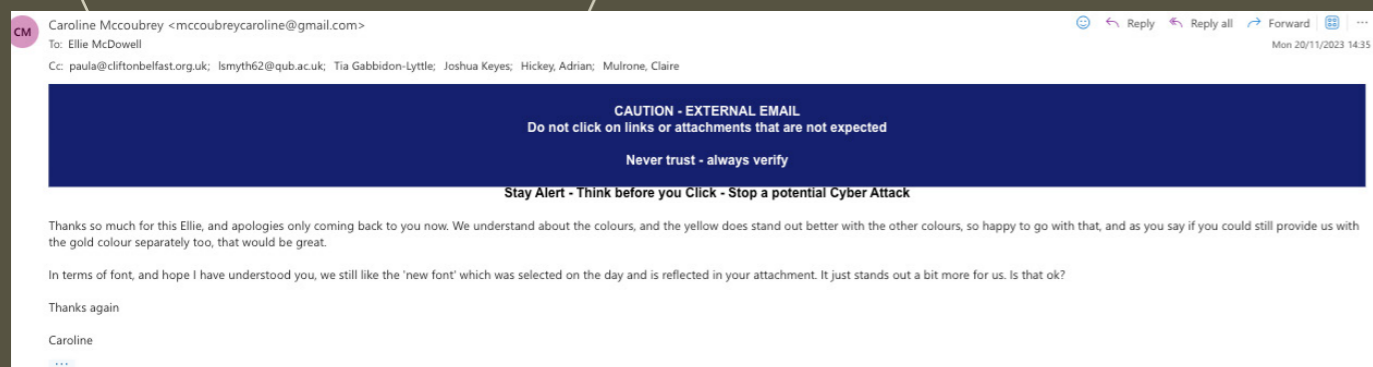 CM
Caroline Mccoubrey <mccoubreycaroline@gmail.com>
Reply Reply all Forward
To: Ellie McDowell
Mon 20/11/2023 14:35
Cc: paula@cliftonbelfast.org.uk; lsmyth62@qub.ac.uk; Tia Gabbidon-Lyttle; Joshua Keyes; Hickey, Adrian; Mulrone, Claire
CAUTION - EXTERNAL EMAIL
Do not click on links or attachments that are not expected
Never trust - always verify
Stay Alert - Think before you Click - Stop a potential Cyber Attack
Thanks so much for this Ellie, and apologies only coming back to you now. We understand about the colours, and the yellow does stand out better with the other colours, so happy to go with that, and as you say if you could still provide us with
the gold colour separately too, that would be great.
In terms of font, and hope I have understood you, we still like the 'new font' which was selected on the day and is reflected in your attachment. It just stands out a bit more for us. Is that ok?
Thanks again
Caroline